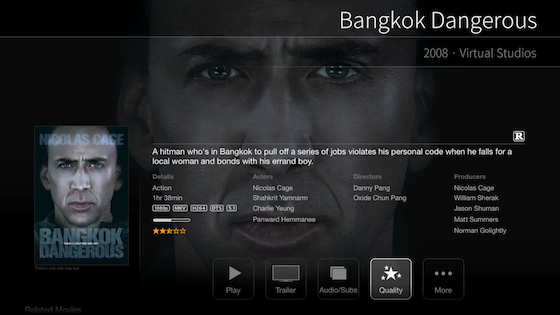 Bangkok Dangerous
2008 · Virtual Studios
R
A hitman who's in Bangkok to pull off a series of jobs violates his personal code when he falls for a
local woman and bonds with his errand boy.
NICOLAS CAGE
BANGKOK
DANGEROUS
Details
Action
1hr 38min
1080p MKV H264 DTS 5.1
Actors
Nicolas Cage
Shahkrit Yamnarm
Charlie Yeung
Panward Hemmanee
Directors
Danny Pang
Oxide Chun Pang
Producers
Nicolas Cage
William Sherak
Jason Shuman
Matt Summers
Norman Golightly
Play
Trailer
Audio/Subs
Quality
More
Related Movies